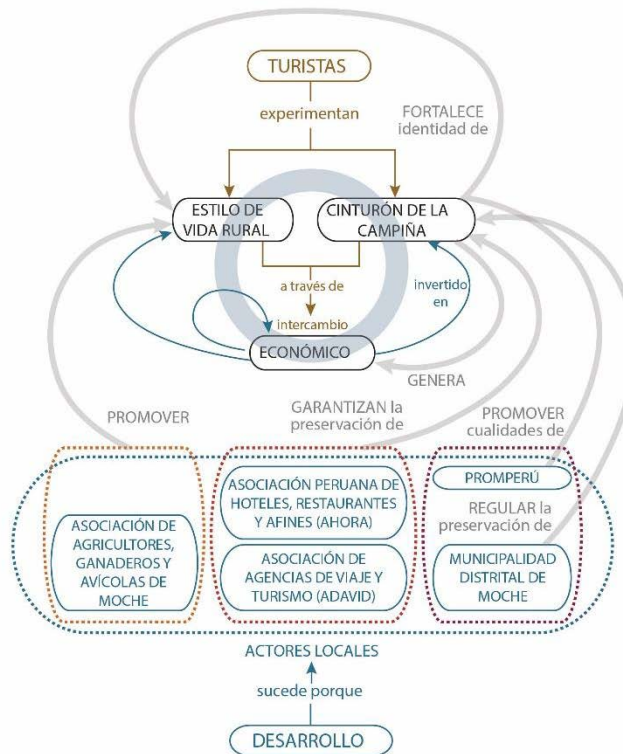 TURISTAS
experimentan
FORTALECE
identidad de
ESTILO DE
VIDA RURAL
CINTURÓN DE LA
CAMPIÑA
a través de
invertido
en
intercambio
ECONÓMICO
GENERA
PROMOVER
GARANTIZAN la
preservación de
PROMOVER
cualidades de
ASOCIACIÓN DE
AGRICULTORES,
GANADEROS Y
AVÍCOLAS DE
MOCHE
ASOCIACIÓN PERUANA DE
HOTELES, RESTAURANTES
Y AFINES (AHORA)
ASOCIACIÓN DE
AGENCIAS DE VIAJE Y
TURISMO (ADAVID)
PROMPERÚ
REGULAR la
preservación de
MUNICIPALIDAD
DISTRITAL DE
MOCHE
ACTORES LOCALES
sucede porque
DESARROLLO